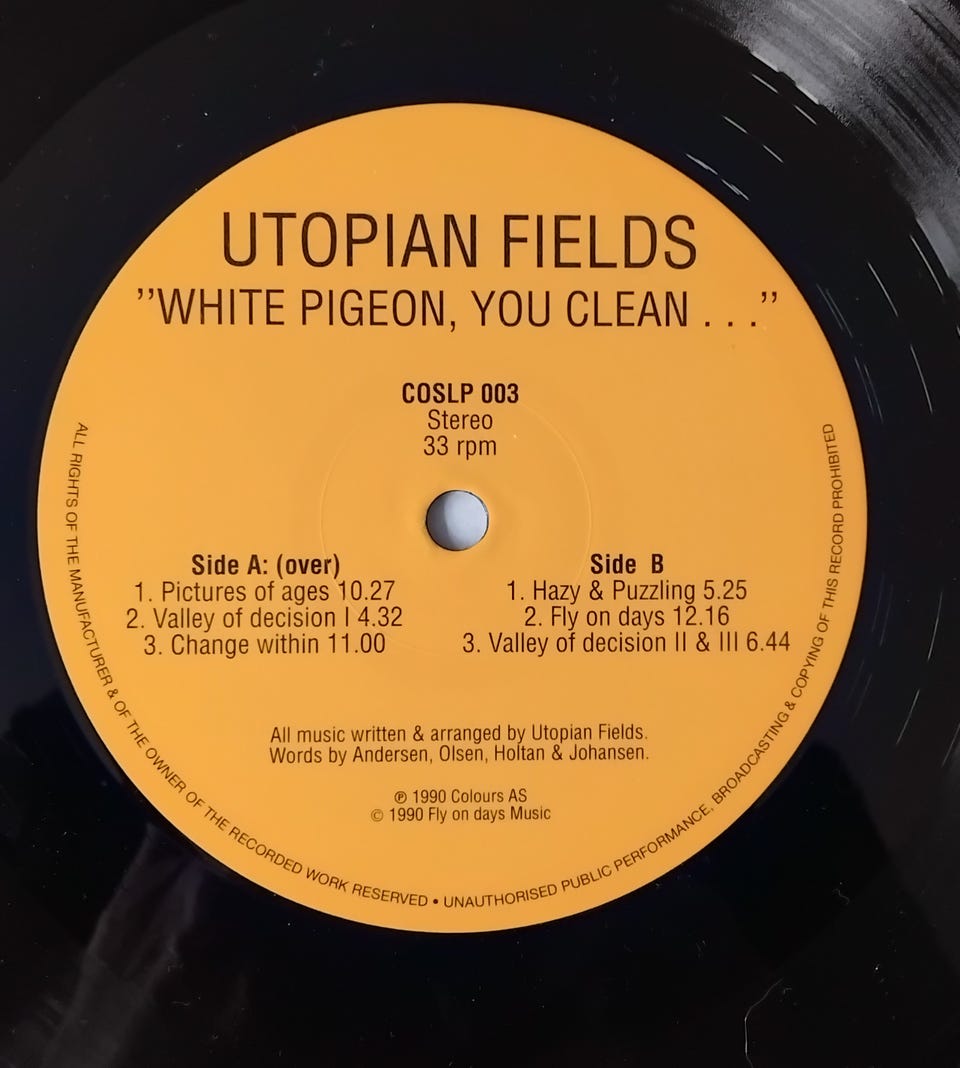 UTOPIAN FIELDS
”WHITE PIGEON, YOU CLEAN . . .”
COSLP 003
Stereo
33 rpm
Side A: (over)
1. Pictures of ages 10.27
2. Valley of decision I 4.32
3. Change within 11.00
Side B
1. Hazy & Puzzling 5.25
2. Fly on days 12.16
3. Valley of decision II & III 6.44
All music written & arranged by Utopian Fields.
Words by Andersen, Olsen, Holtan & Johansen.
℗ 1990 Colours AS
© 1990 Fly on days Music
ALL RIGHTS OF THE MANUFACTURER & OF THE OWNER OF THE RECORDED WORK RESERVED • UNAUTHORISED PUBLIC PERFORMANCE, BROADCASTING & COPYING OF THIS RECORD PROHIBITED